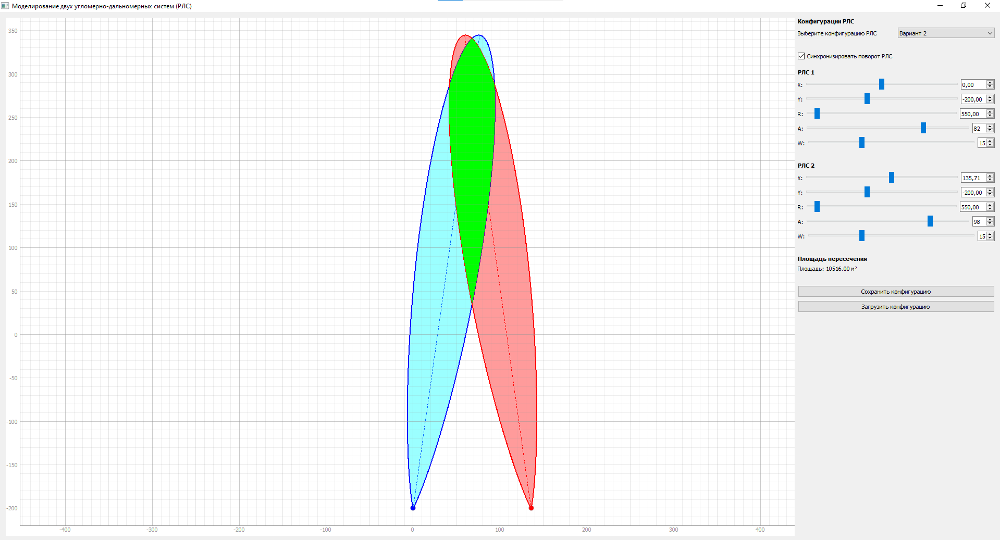 Моделирование двух угломерно-дальномерных систем (РЛС)
350
300
250
200
150
100
50
0
-50
-100
-150
-200
-400
-300
-200
-100
0
100
200
300
400
Конфигурации РЛС
Выберите конфигурацию РЛС
Вариант 2
Синхронизировать поворот РЛС
РЛС 1
X: 0,00
Y: -200,00
R: 550,00
A: 82
W: 15
РЛС 2
X: 135,71
Y: -200,00
R: 550,00
A: 98
W: 15
Площадь пересечения
Площадь: 10516.00 м²
Сохранить конфигурацию
Загрузить конфигурацию